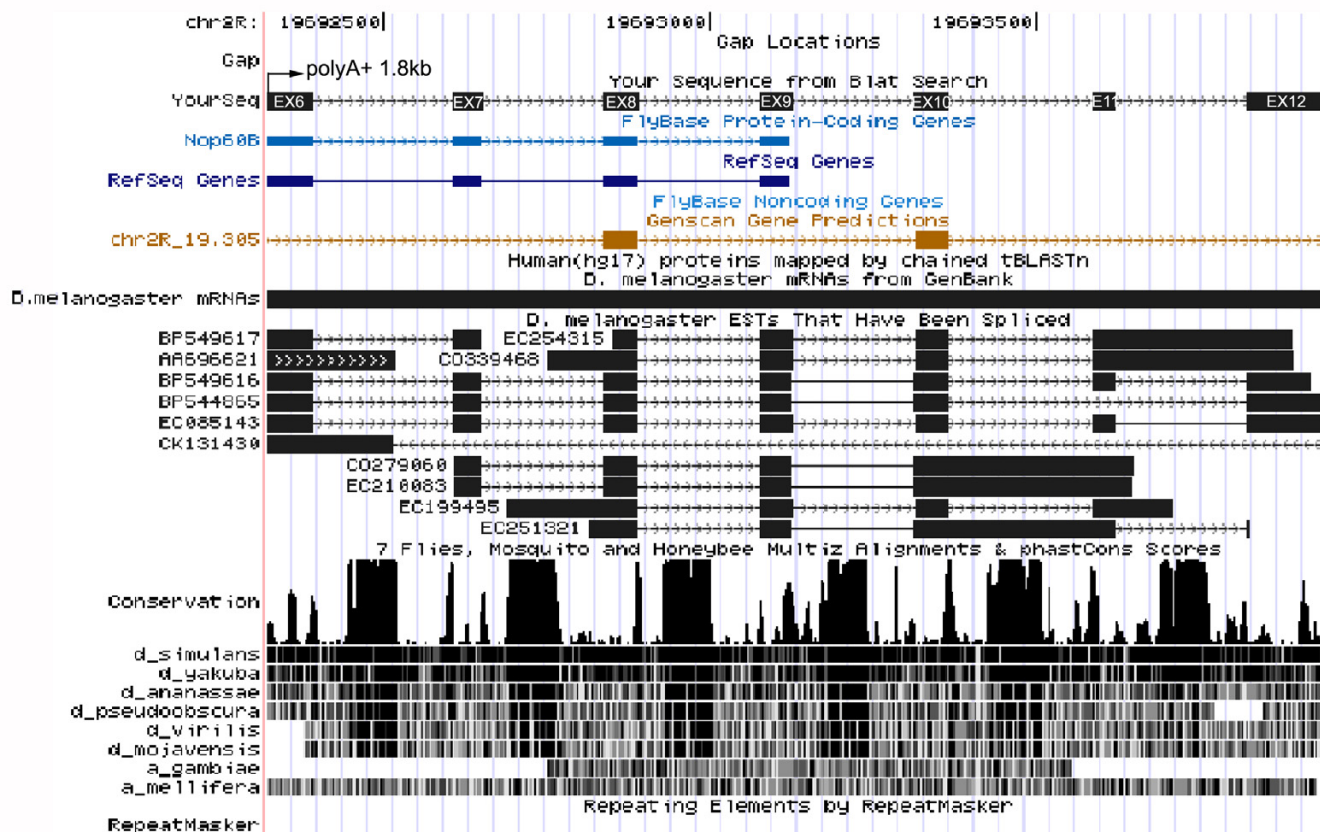 chr2R: 19692500| 19693000| 19693500|
Gap Locations
Gap
polyA+ 1.8kb
Your Sequence from Blat Search
YourSeq EX6 EX7 EX8 EX9 EX10 E11 EX12
FlyBase Protein-Coding Genes
Nop60B
RefSeq Genes
RefSeq Genes
FlyBase Noncoding Genes
Genscan Gene Predictions
chr2R_19.305
Human(hg17) proteins mapped by chained tBLASTn
D. melanogaster mRNAs from GenBank
D.melanogaster mRNAs
D. melanogaster ESTs That Have Been Spliced
BP549617 EC254315
AA696621 CO339468
BP549616
BP544865
EC085143
CK131430
CO279060
EC210083
EC199495
EC251321
7 Flies, Mosquito and Honeybee Multiz Alignments & phastCons Scores
Conservation
d_simulans
d_yakuba
d_ananassae
d_pseudoobscura
d_virilis
d_mojavensis
a_gambiae
a_mellifera
Repeating Elements by RepeatMasker
RepeatMasker